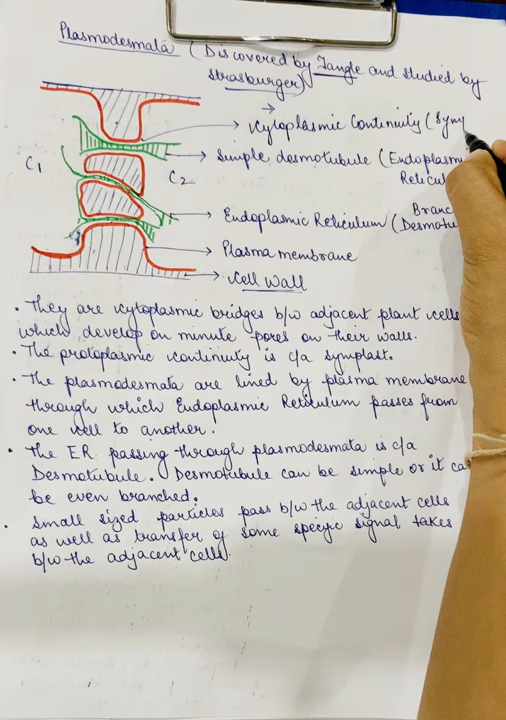 Plasmodesmata (Discovered by Tangle and studied by
Strasburger)
→ Cytoplasmic Continuity (Sym
C1
C2
Simple desmotubule (Endoplasmi
Reticul
Branc
Endoplasmic Reticulum (Desmotu
Plasma membrane
Cell Wall
• They are cytoplasmic bridges b/w adjacent plant cells
which develop on minute pores on their walls.
• The protoplasmic continuity is c/a symplast.
• The plasmodesmata are lined by plasma membrane
through which Endoplasmic Reticulum passes from
one cell to another.
• The E.R. passing through plasmodesmata is c/a
Desmotubule. Desmotubule can be simple or it ca
be even branched.
• Small sized particles pass b/w the adjacent cells
as well as transfer of some specific signal takes
b/w the adjacent cells.